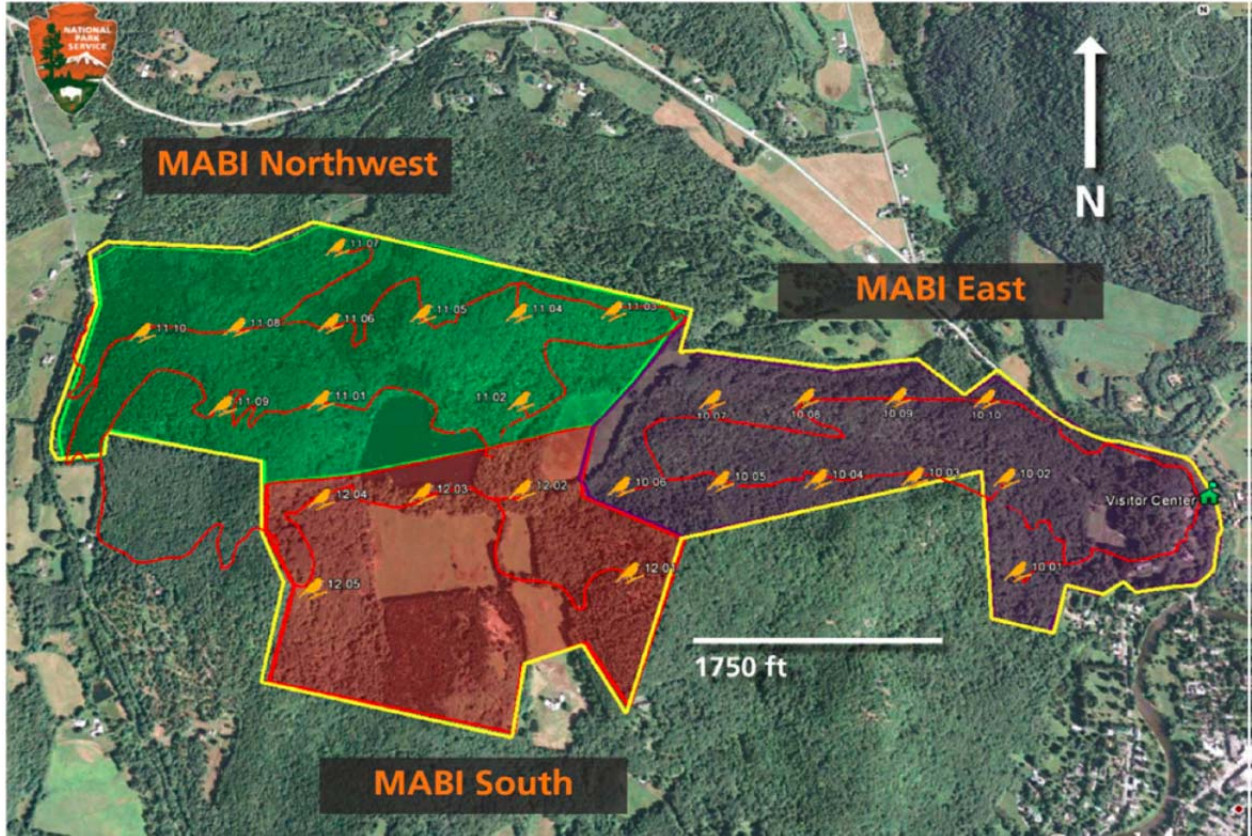 NATIONAL
PARK
SERVICE
N
MABI Northwest
N
MABI East
11 07
11 10
11 08
11 06
11 05
11 04
11 03
11 09
11 01
11 02
10 07
10 08
10 09
10 10
12 04
12 03
12 02
10 06
10 05
10 04
10 03
10 02
Visitor Center
12 05
12 01
10 01
1750 ft
MABI South